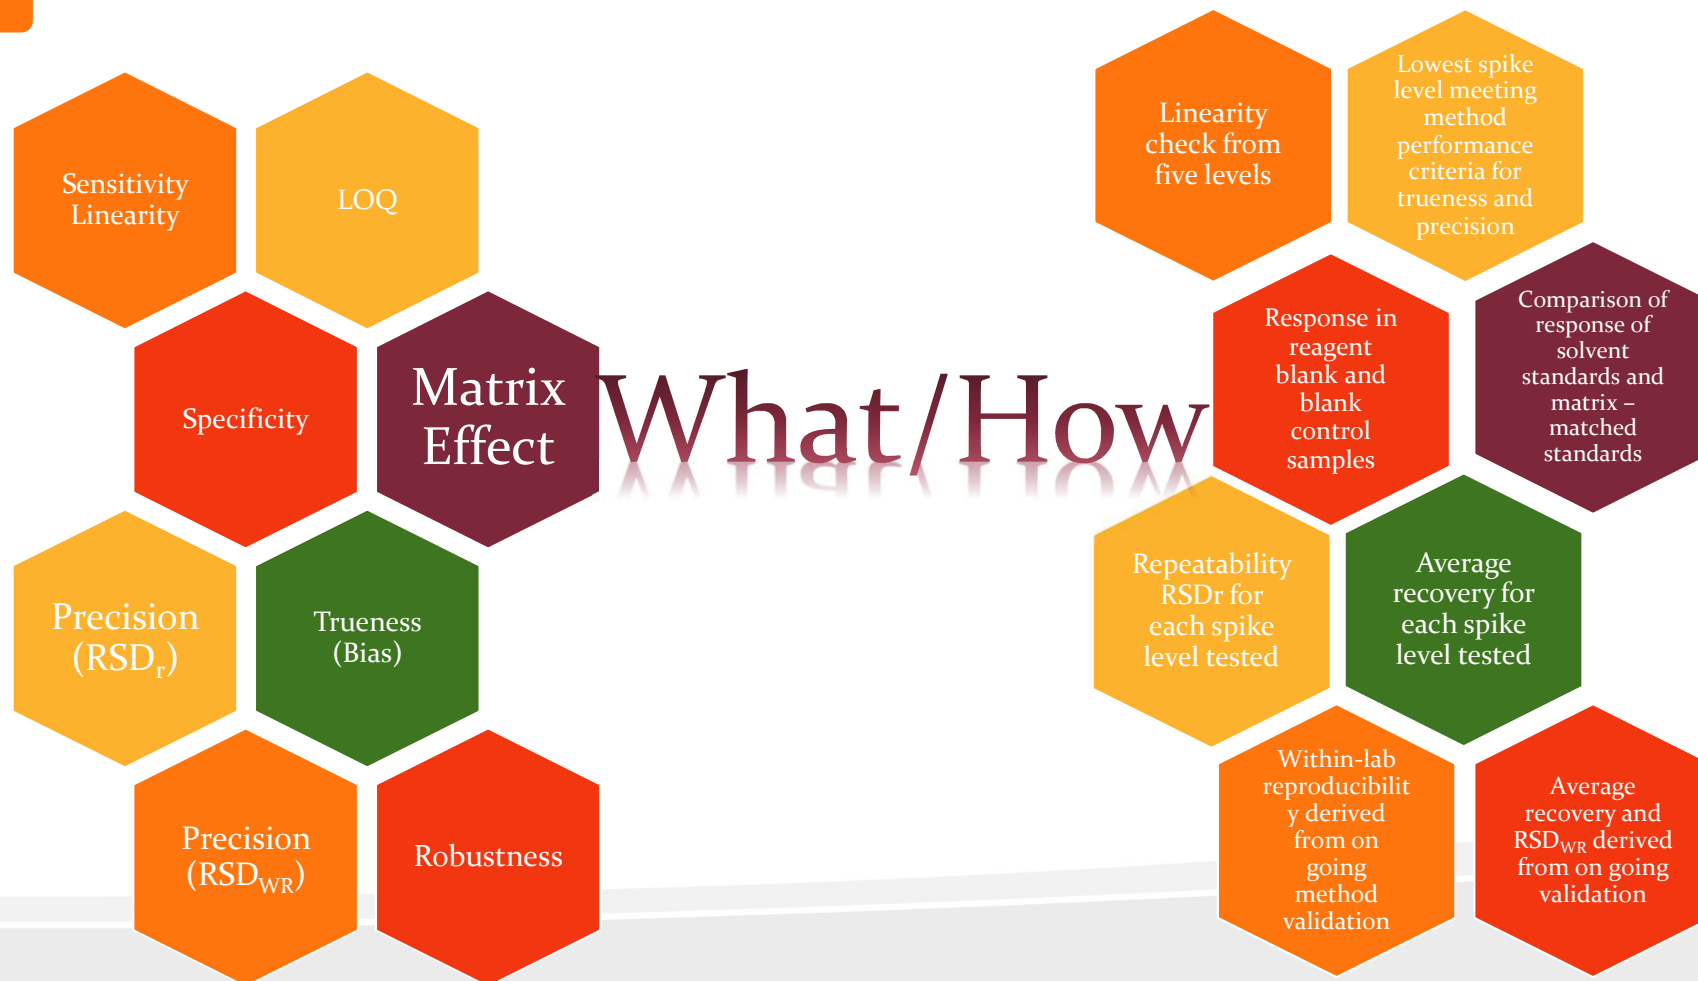 Sensitivity
Linearity
LOQ
Specificity
Matrix
Effect
Precision
(RSDr)
Trueness
(Bias)
Precision
(RSDWR)
Robustness
What/How
Linearity
check from
five levels
Lowest spike
level meeting
method
performance
criteria for
trueness and
precision
Response in
reagent
blank and
blank
control
samples
Comparison of
response of
solvent
standards and
matrix –
matched
standards
Repeatability
RSDr for
each spike
level tested
Average
recovery for
each spike
level tested
Within-lab
reproducibilit
y derived
from on
going
method
validation
Average
recovery and
RSDWR derived
from on going
validation